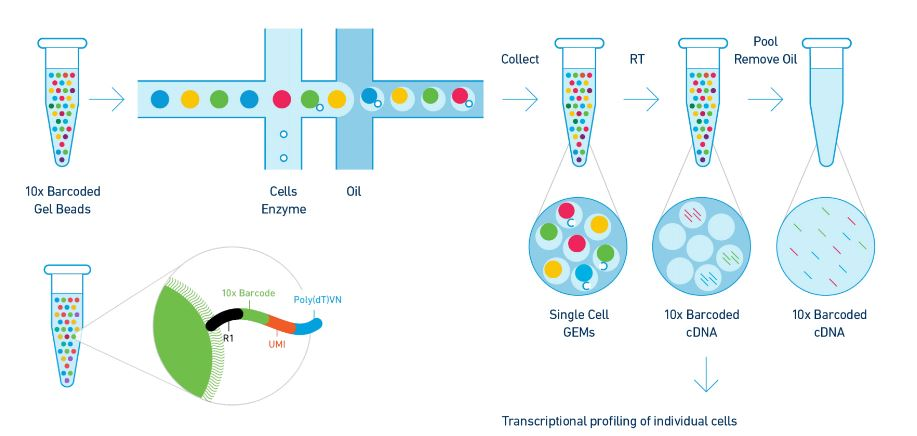 10x Barcoded
Gel Beads
Cells
Enzyme
Oil
Collect
RT
Pool
Remove Oil
Single Cell
GEMs
10x Barcoded
cDNA
10x Barcoded
cDNA
10x Barcode
Poly(dT)VN
R1
UMI
Transcriptional profiling of individual cells